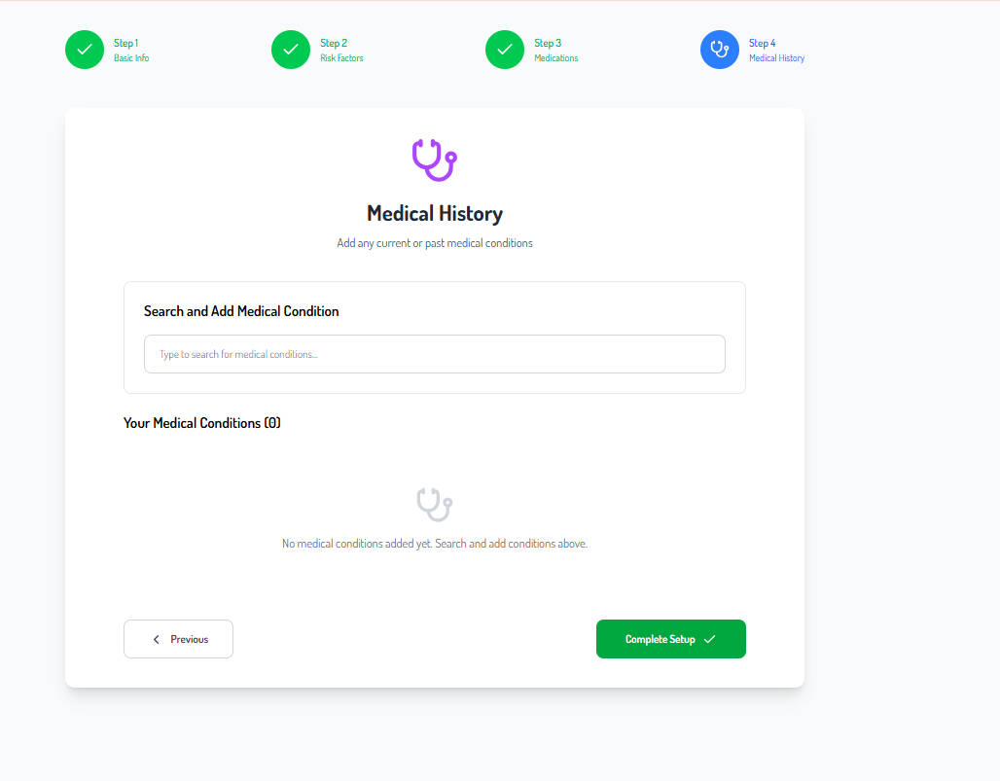 Step 1
Basic Info
Step 2
Risk Factors
Step 3
Medications
Step 4
Medical History
Medical History
Add any current or past medical conditions
Search and Add Medical Condition
Type to search for medical conditions...
Your Medical Conditions (0)
No medical conditions added yet. Search and add conditions above.
Previous
Complete Setup